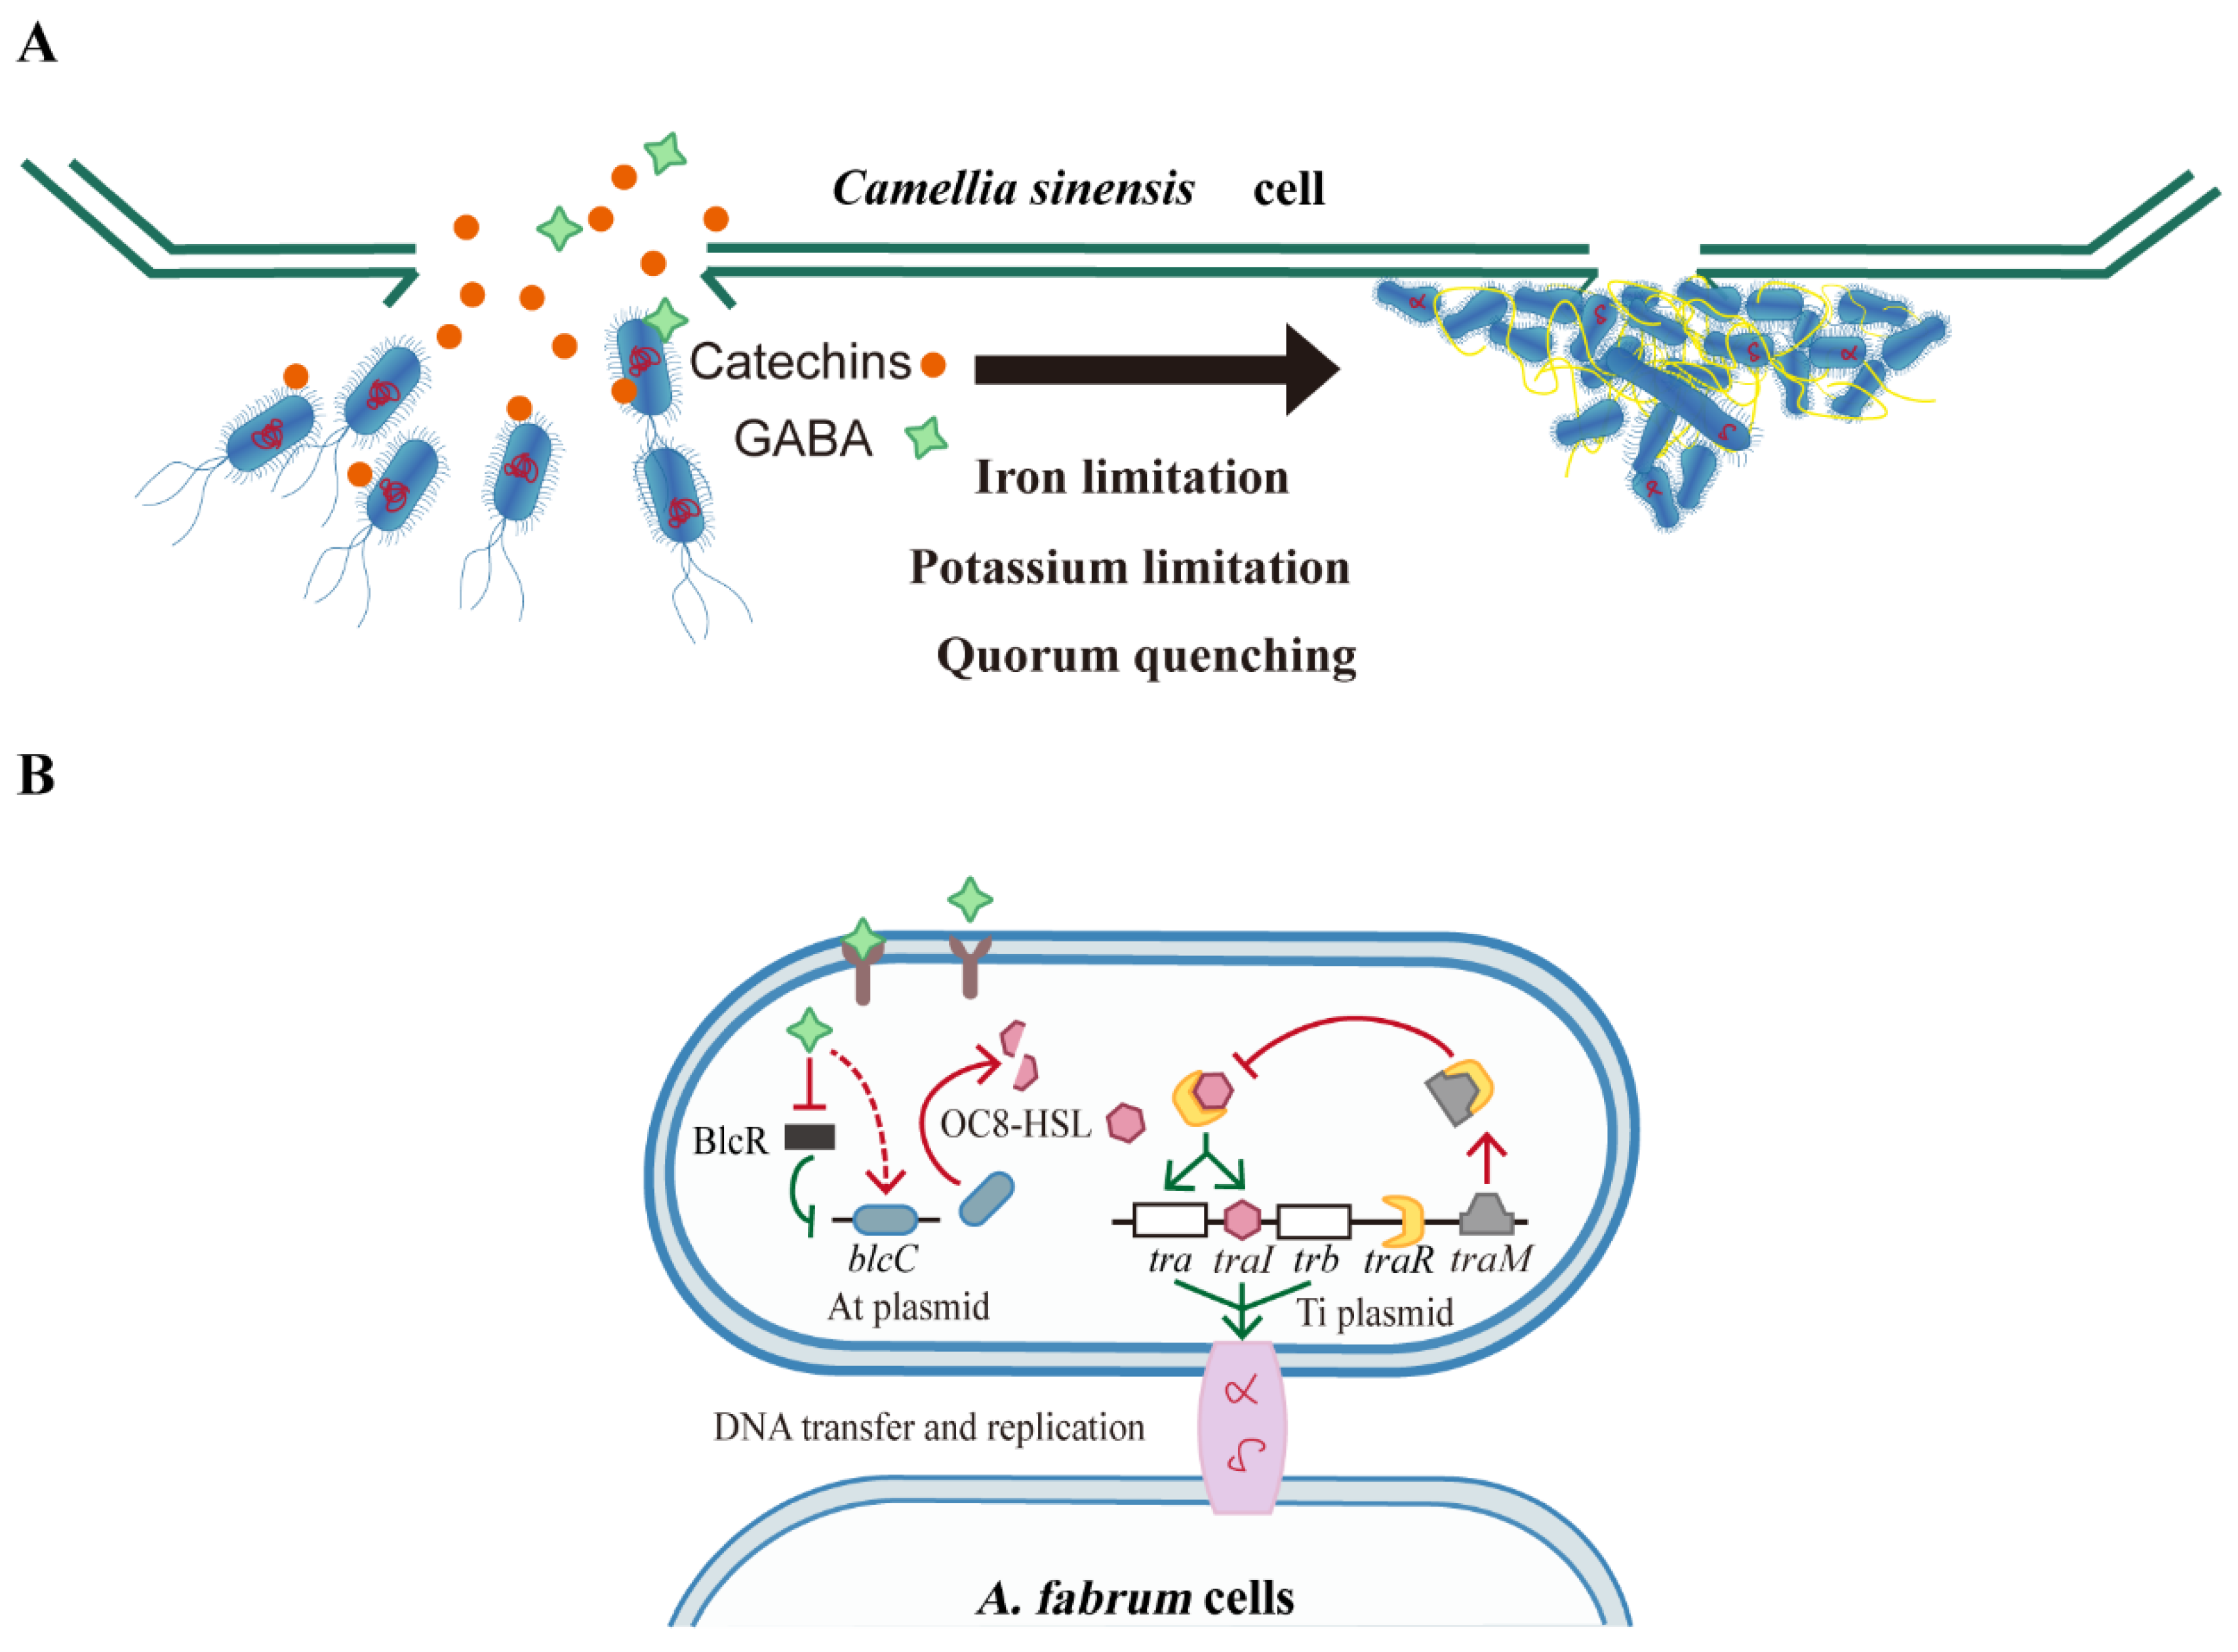 A
Camellia sinensis cell
Catechins
GABA
Iron limitation
Potassium limitation
Quorum quenching
B
BlcR
OC8-HSL
blcC
tra traI trb traR traM
At plasmid
Ti plasmid
DNA transfer and replication
A. fabrum cells